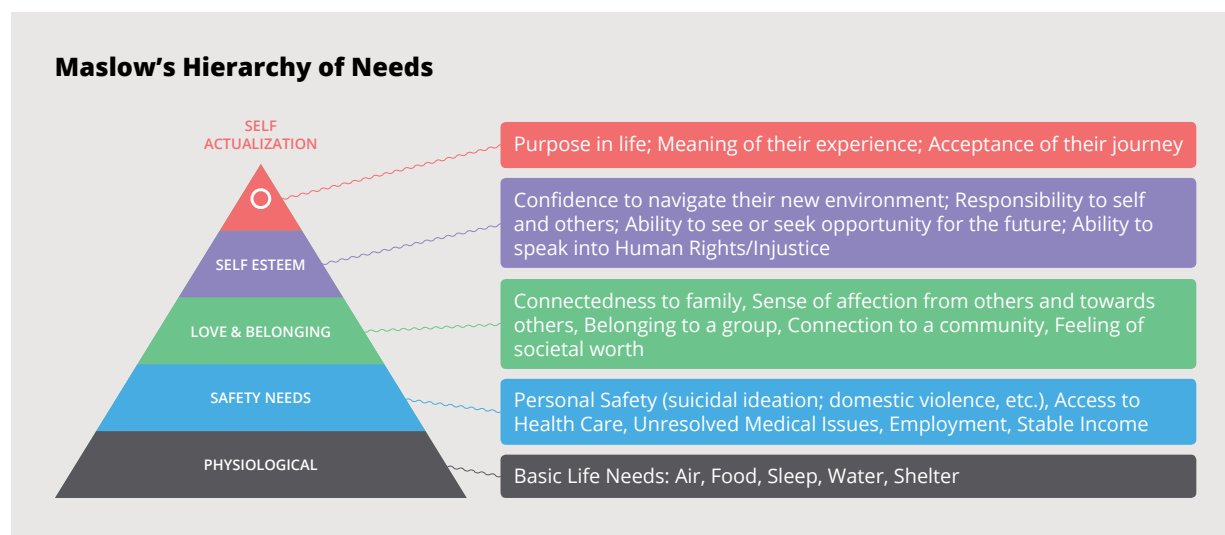 Maslow’s Hierarchy of Needs
SELF
ACTUALIZATION
Purpose in life; Meaning of their experience; Acceptance of their journey
SELF ESTEEM
Confidence to navigate their new environment; Responsibility to self
and others; Ability to see or seek opportunity for the future; Ability to
speak into Human Rights/Injustice
LOVE & BELONGING
Connectedness to family, Sense of affection from others and towards
others, Belonging to a group, Connection to a community, Feeling of
societal worth
SAFETY NEEDS
Personal Safety (suicidal ideation; domestic violence, etc.), Access to
Health Care, Unresolved Medical Issues, Employment, Stable Income
PHYSIOLOGICAL
Basic Life Needs: Air, Food, Sleep, Water, Shelter